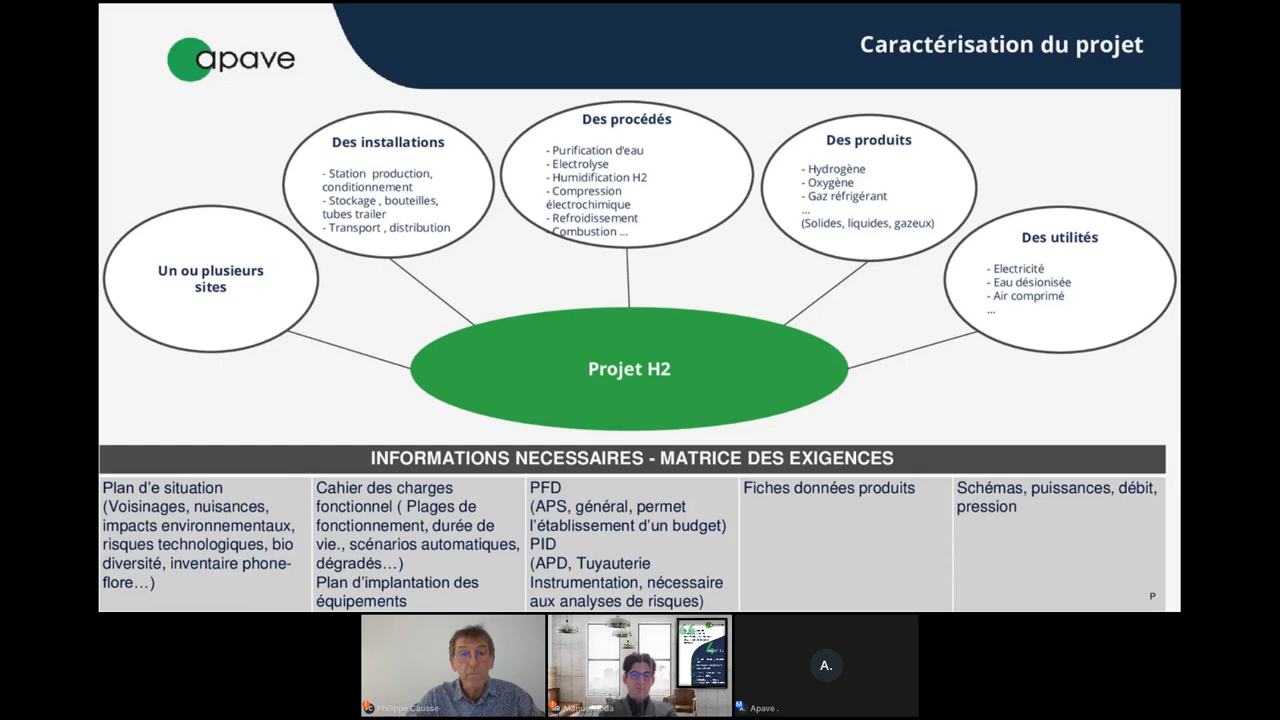 apave
Caractérisation du projet
Des installations
- Station production,
conditionnement
- Stockage , bouteilles,
tubes trailer
- Transport , distribution
Des procédés
- Purification d'eau
- Electrolyse
- Humidification H2
- Compression
électrochimique
- Refroidissement
- Combustion ...
Des produits
- Hydrogène
- Oxygène
- Gaz réfrigérant
...
(Solides, liquides, gazeux)
Un ou plusieurs
sites
Des utilités
- Electricité
- Eau désionisée
- Air comprimé
...
Projet H2
INFORMATIONS NECESSAIRES - MATRICE DES EXIGENCES
Plan d'e situation
(Voisinages, nuisances,
impacts environnementaux,
risques technologiques, bio
diversité, inventaire phone-
flore…)
Cahier des charges
fonctionnel ( Plages de
fonctionnement, durée de
vie., scénarios automatiques,
dégradés…)
Plan d'implantation des
équipements
PFD
(APS, général, permet
l'établissement d'un budget)
PID
(APD, Tuyauterie
Instrumentation, nécessaire
aux analyses de risques)
Fiches données produits
Schémas, puissances, débit,
pression
P
Philippe Causse
A.
Apave .